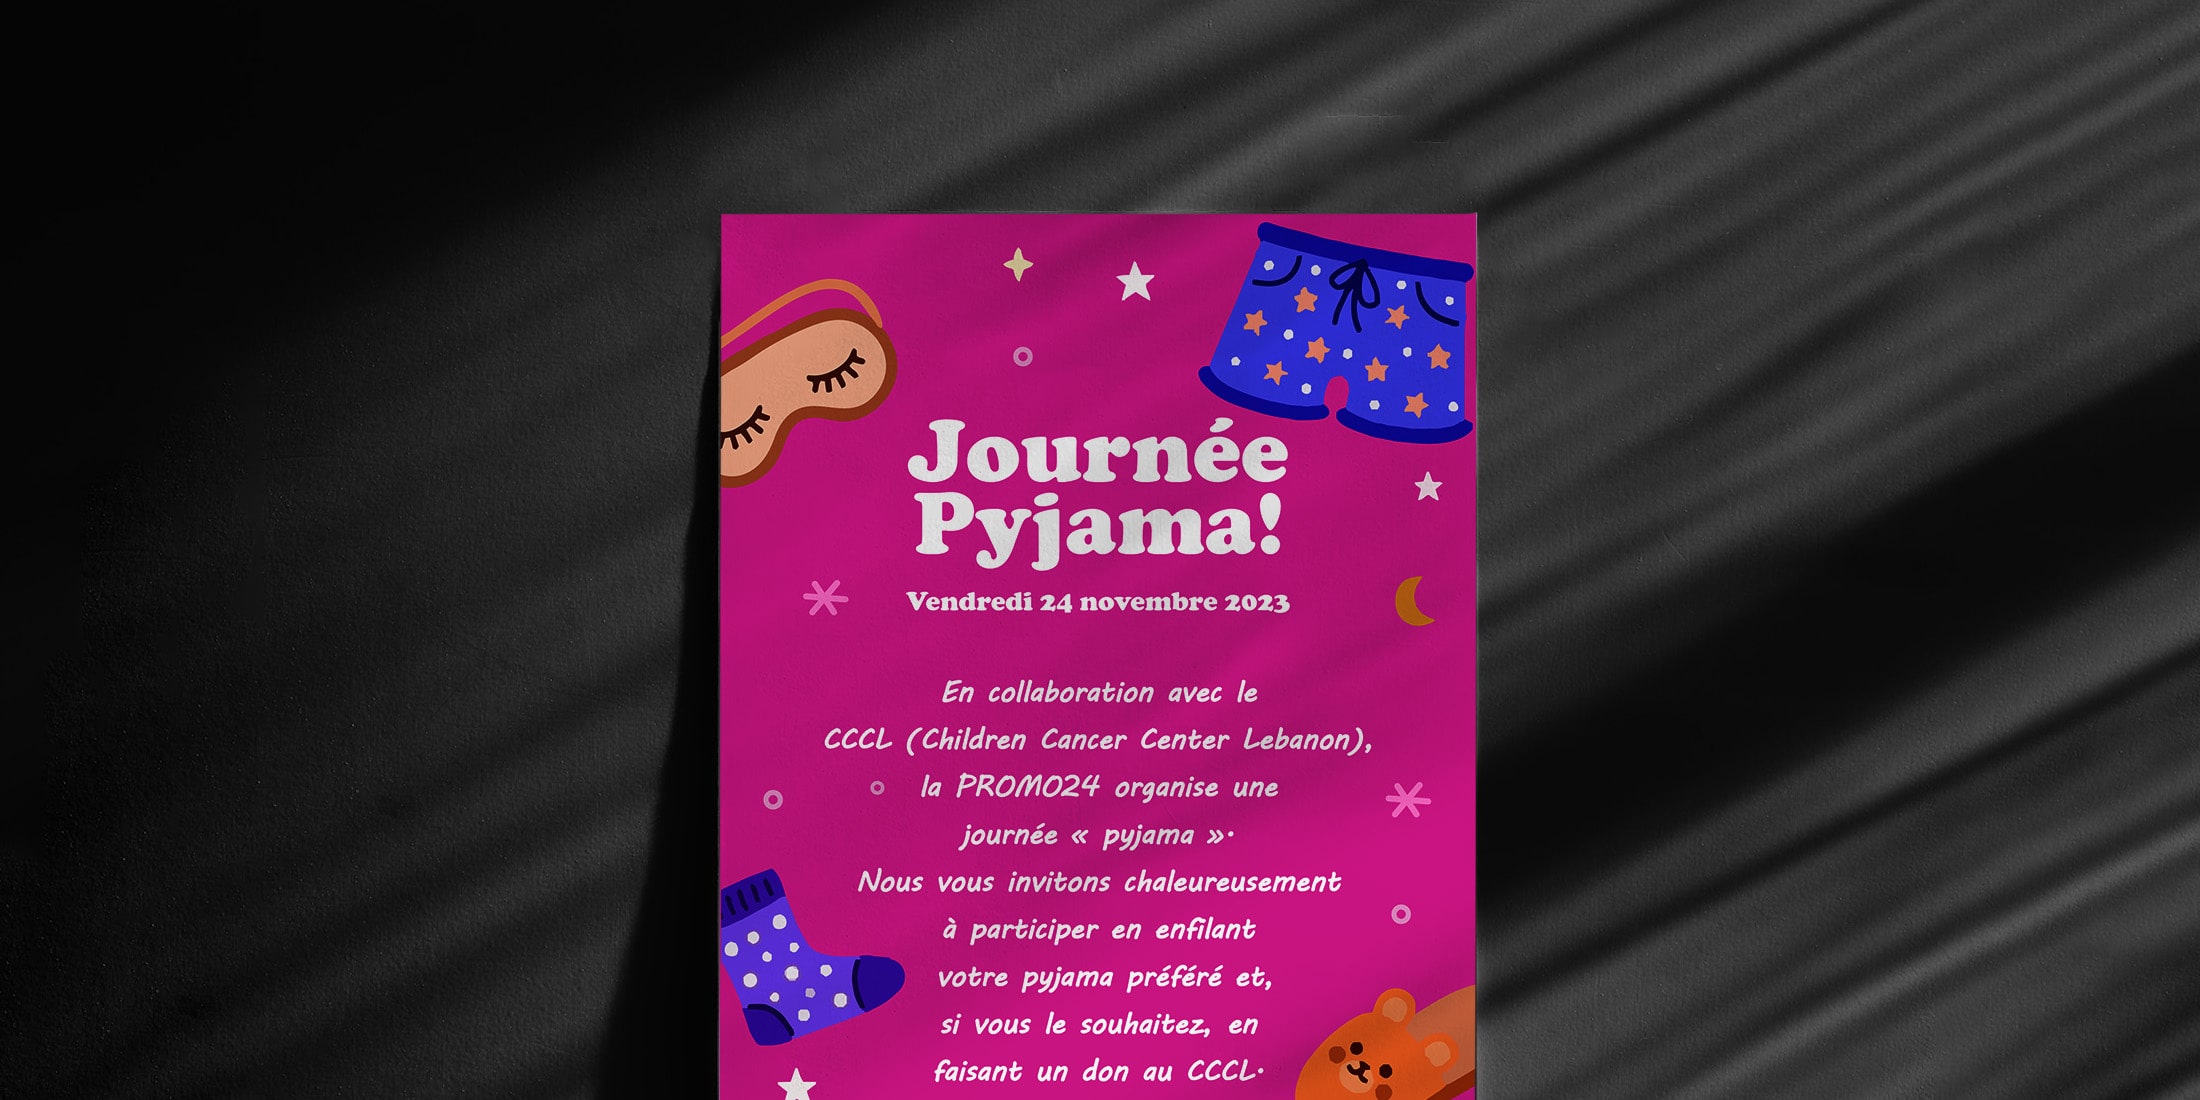 Journée
Pyjama!
Vendredi 24 novembre 2023
En collaboration avec le
CCCL (Children Cancer Center Lebanon),
la PROMO24 organise une
journée « pyjama ».
Nous vous invitons chaleureusement
à participer en enfilant
votre pyjama préféré et,
si vous le souhaitez, en
faisant un don au CCCL.